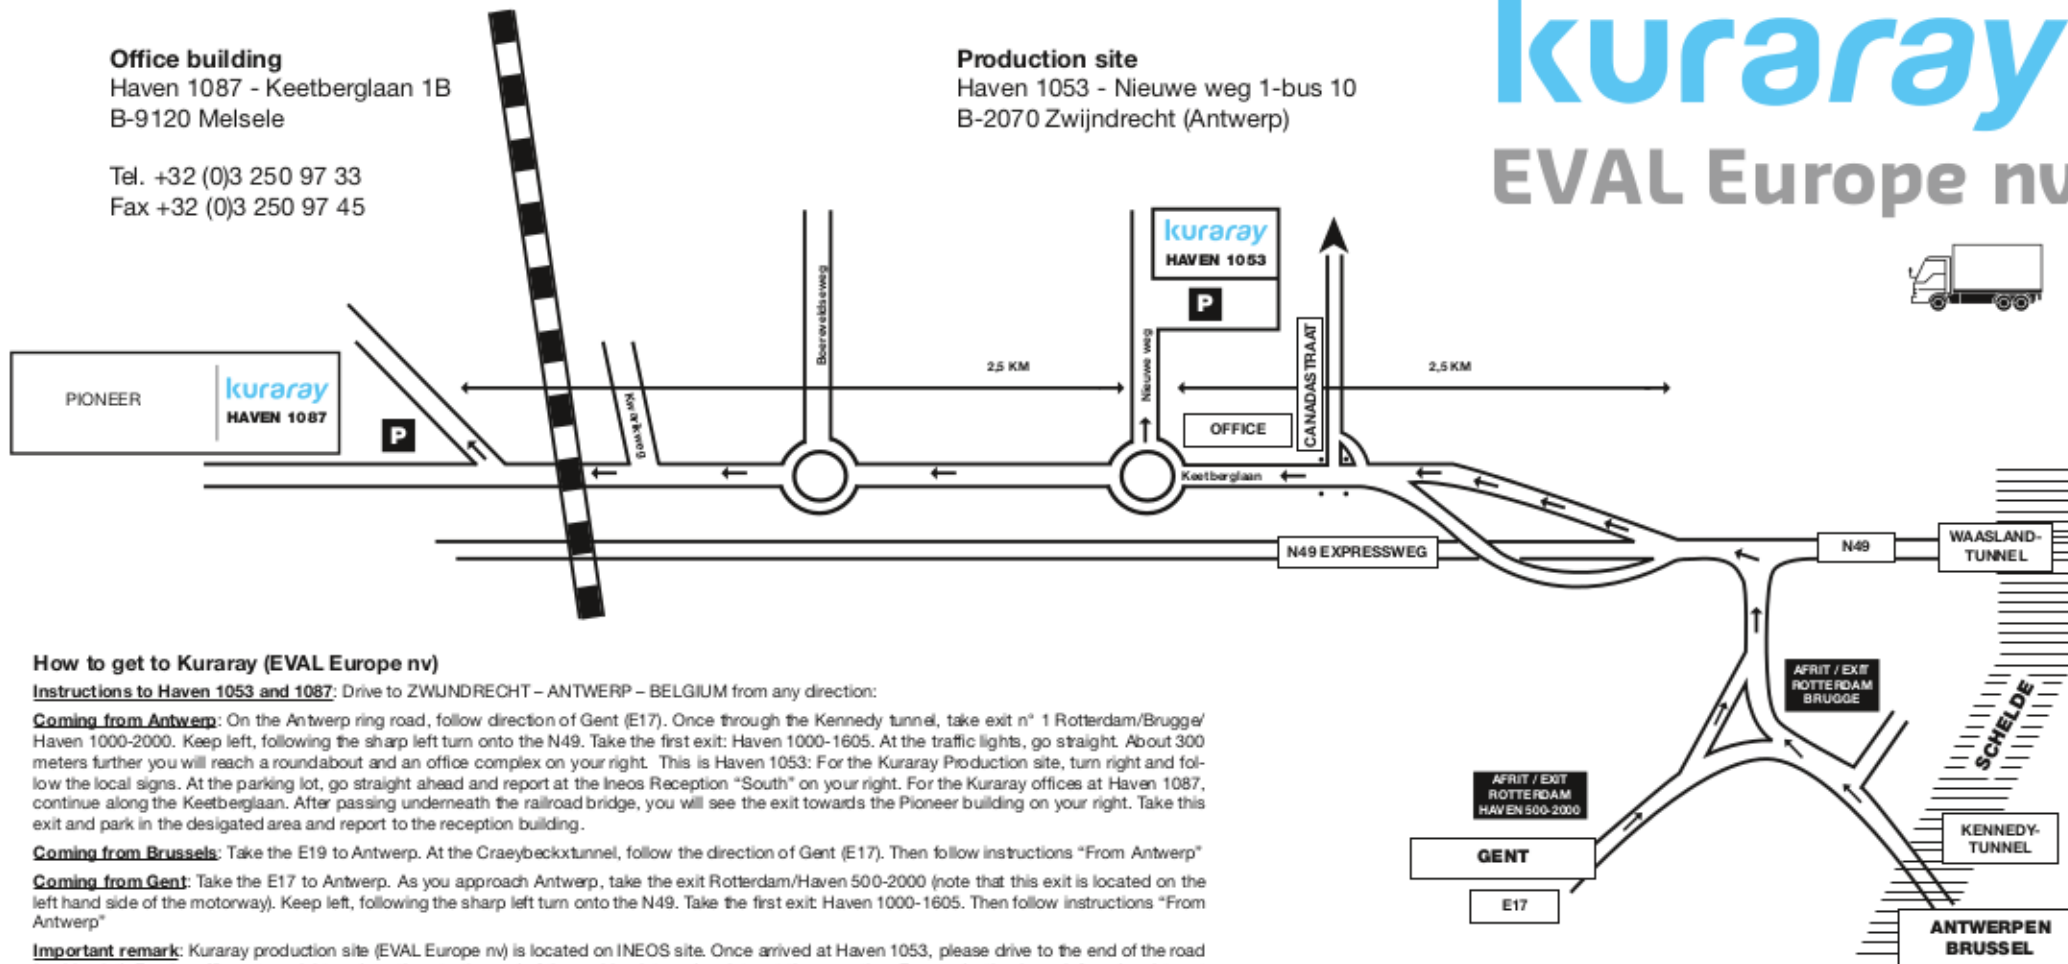 kuraray
EVAL Europe nv
Office building
Haven 1087 - Keetberglaan 1B
B-9120 Melsele
Tel. +32 (0)3 250 97 33
Fax +32 (0)3 250 97 45
Production site
Haven 1053 - Nieuwe weg 1-bus 10
B-2070 Zwijndrecht (Antwerp)
kuraray
HAVEN 1053
P
Boereveldseweg
Nieuwe weg
CANADASTRAAT
2,5 KM
2,5 KM
PIONEER
kuraray
HAVEN 1087
P
Kwarikweg
OFFICE
Keetberglaan
N49 EXPRESSWEG
N49
WAASLAND-
TUNNEL
AFRIT / EXIT
ROTTERDAM
BRUGGE
SCHELDE
AFRIT / EXIT
ROTTERDAM
HAVEN 500-2000
GENT
E17
KENNEDY-
TUNNEL
ANTWERPEN
BRUSSEL
How to get to Kuraray (EVAL Europe nv)
Instructions to Haven 1053 and 1087: Drive to ZWIJNDRECHT – ANTWERP – BELGIUM from any direction:
Coming from Antwerp: On the Antwerp ring road, follow direction of Gent (E17). Once through the Kennedy tunnel, take exit n° 1 Rotterdam/Brugge/
Haven 1000-2000. Keep left, following the sharp left turn onto the N49. Take the first exit: Haven 1000-1605. At the traffic lights, go straight. About 300
meters further you will reach a roundabout and an office complex on your right. This is Haven 1053: For the Kuraray Production site, turn right and fol-
low the local signs. At the parking lot, go straight ahead and report at the Ineos Reception “South” on your right. For the Kuraray offices at Haven 1087,
continue along the Keetberglaan. After passing underneath the railroad bridge, you will see the exit towards the Pioneer building on your right. Take this
exit and park in the desigated area and report to the reception building.
Coming from Brussels: Take the E19 to Antwerp. At the Craeybeckxtunnel, follow the direction of Gent (E17). Then follow instructions “From Antwerp”
Coming from Gent: Take the E17 to Antwerp. As you approach Antwerp, take the exit Rotterdam/Haven 500-2000 (note that this exit is located on the
left hand side of the motorway). Keep left, following the sharp left turn onto the N49. Take the first exit: Haven 1000-1605. Then follow instructions “From
Antwerp”
Important remark: Kuraray production site (EVAL Europe nv) is located on INEOS site. Once arrived at Haven 1053, please drive to the end of the road